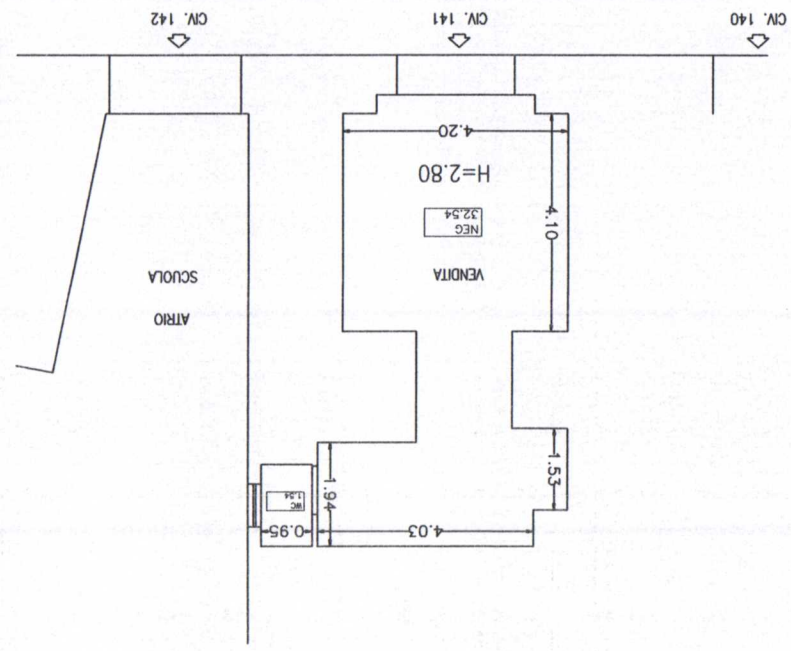 4.03
0.95
WC
1.54
1.94
1.53
ATRIO
SCUOLA
VENDITA
NEG
32.54
4.10
H=2.80
4.20
CIV. 140
CIV. 141
CIV. 142